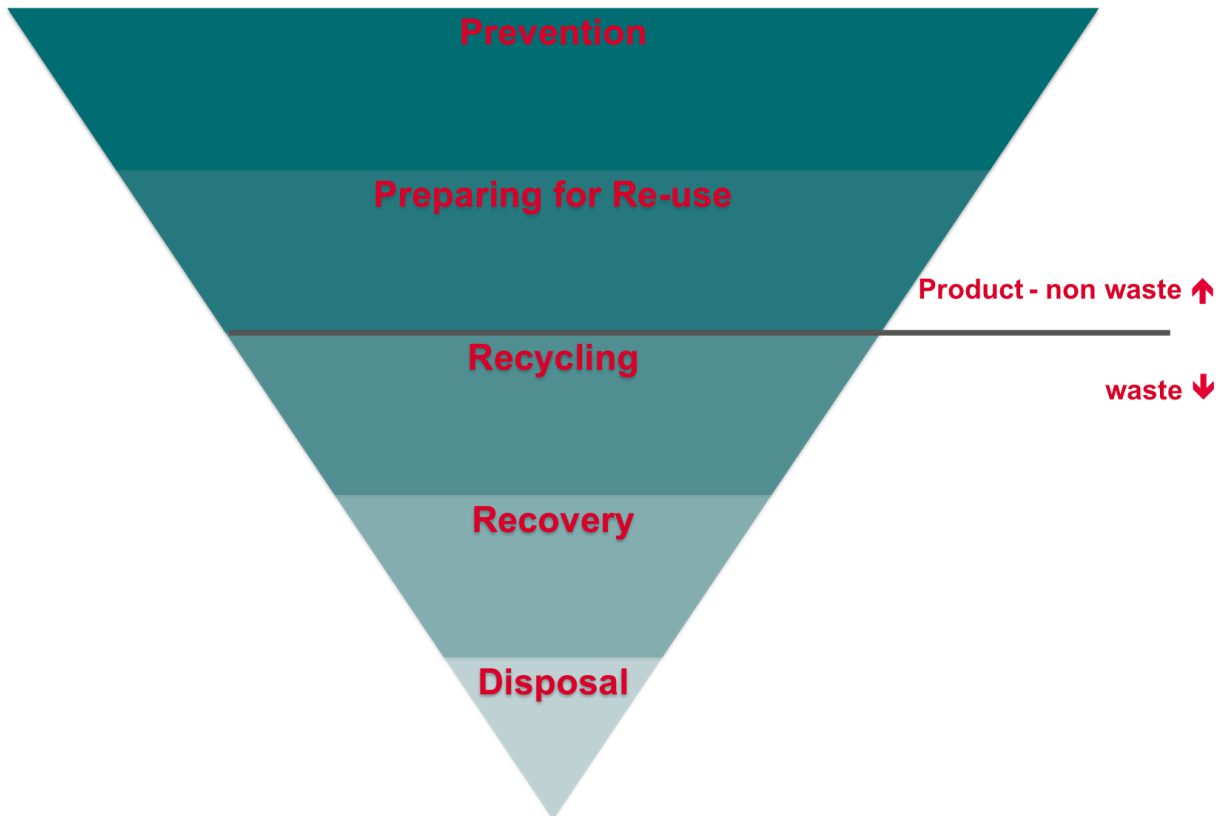 Prevention
Preparing for Re-use
Product - non waste ↑
Recycling
waste ↓
Recovery
Disposal